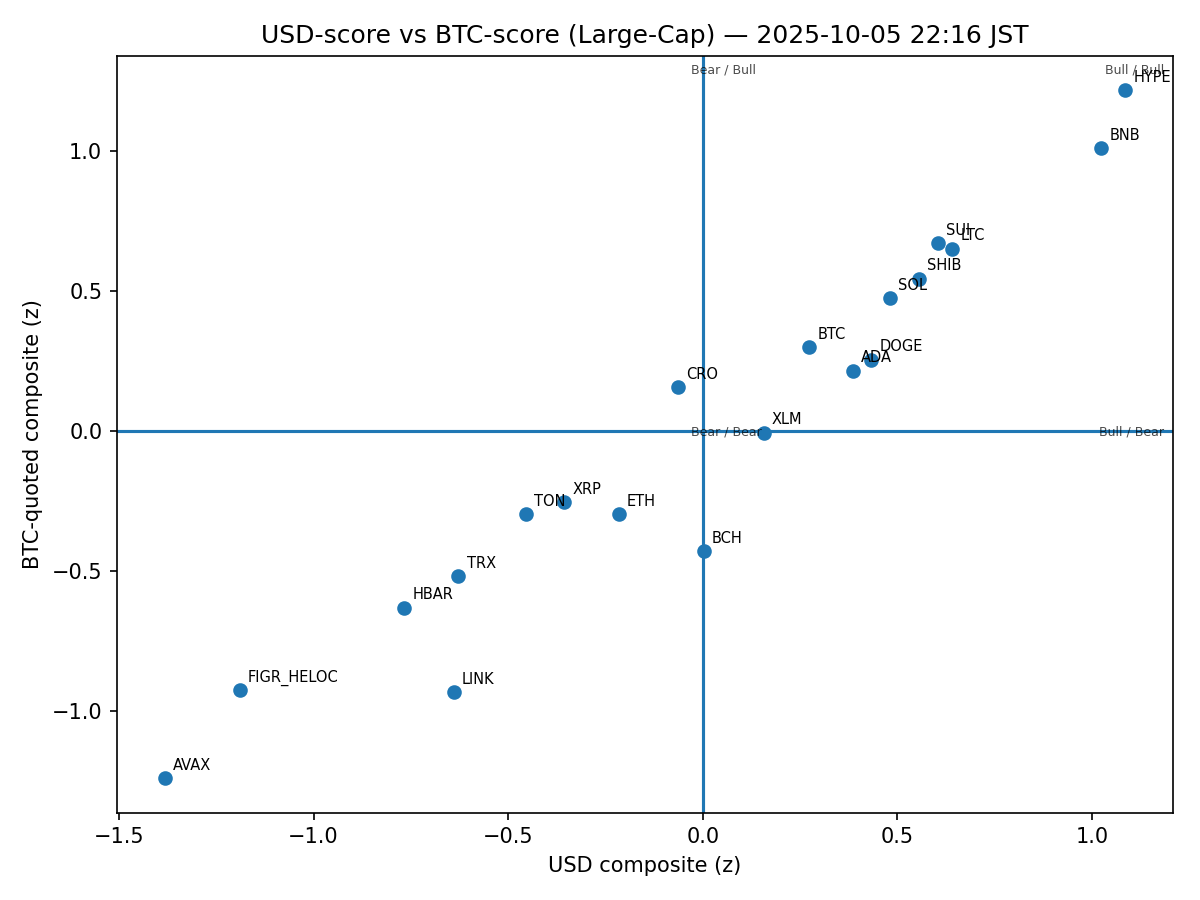 USD-score vs BTC-score (Large-Cap) — 2025-10-05 22:16 JST
Bear / Bull
Bull / Bull
HYPE
BNB
SUI
LTC
SHIB
SOL
BTC
DOGE
ADA
CRO
XLM
Bear / Bear
Bull / Bear
XRP
TON
ETH
BCH
TRX
HBAR
FIGR_HELOC
LINK
AVAX
1.0
0.5
0.0
−0.5
−1.0
BTC-quoted composite (z)
−1.5
−1.0
−0.5
0.0
0.5
1.0
USD composite (z)